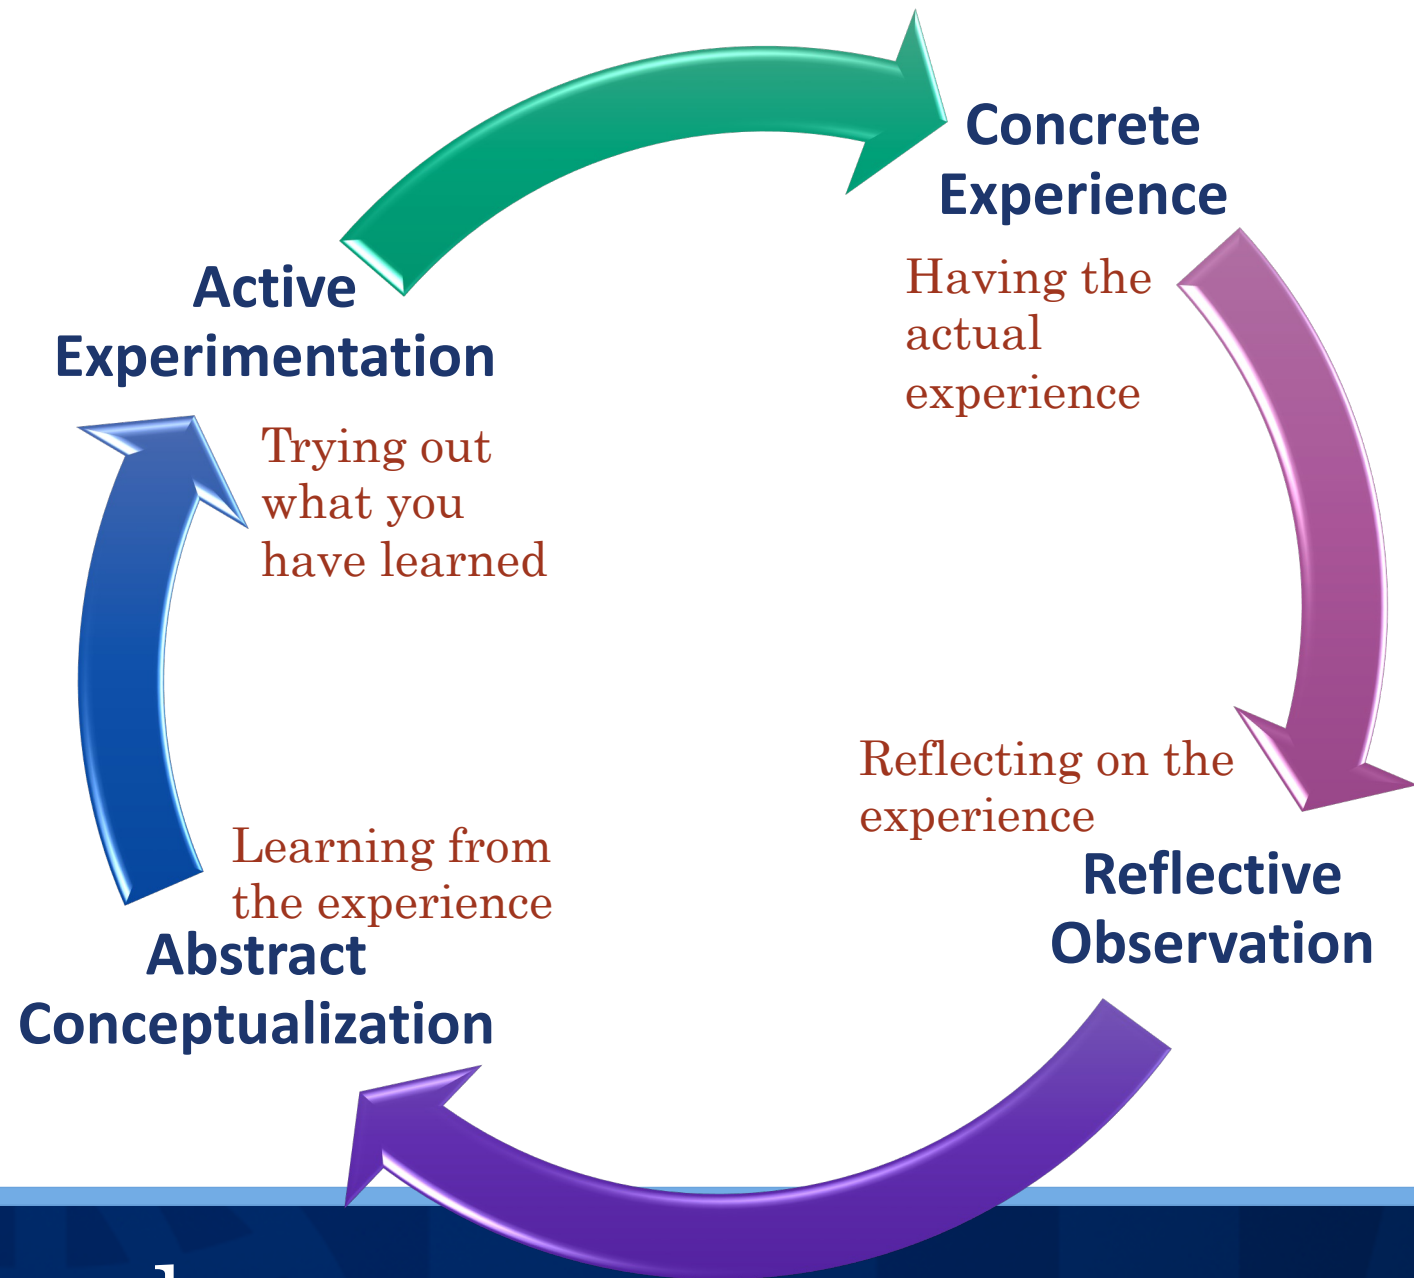 Concrete
Experience
Having the
actual
experience
Reflecting on the
experience
Reflective
Observation
Learning from
the experience
Abstract
Conceptualization
Active
Experimentation
Trying out
what you
have learned